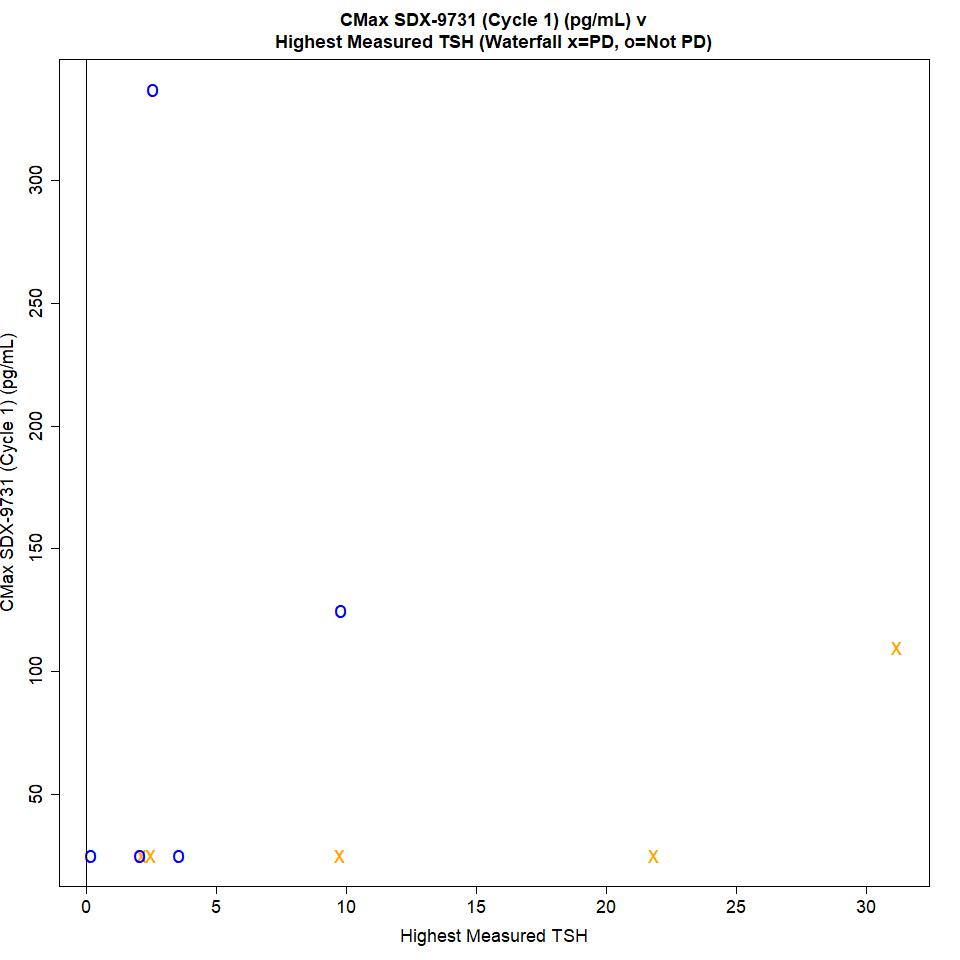 CMax SDX-9731 (Cycle 1) (pg/mL) v
Highest Measured TSH (Waterfall x=PD, o=Not PD)
CMax SDX-9731 (Cycle 1) (pg/mL)
300
250
200
150
100
50
O
O
X
O
O
X
O
X
X
0
5
10
15
20
25
30
Highest Measured TSH